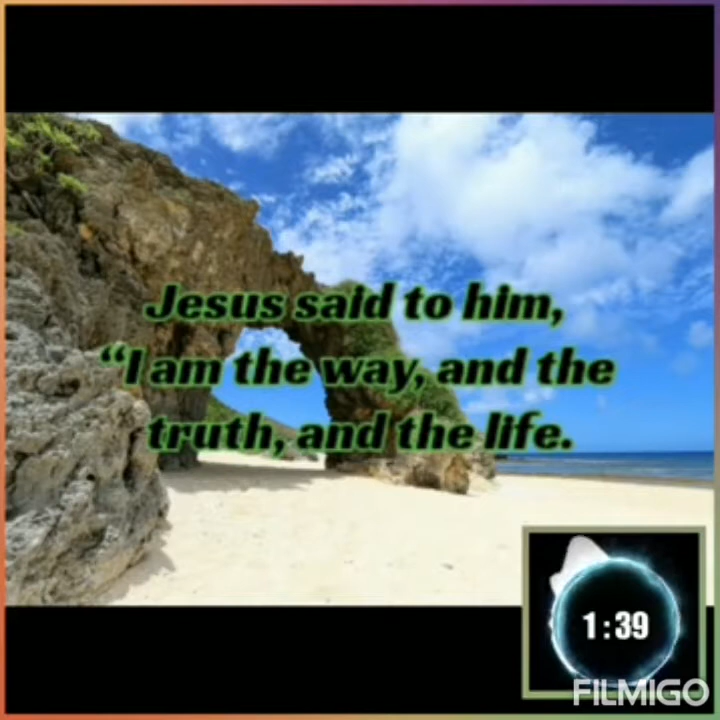 Jesus said to him,
“I am the way, and the
truth, and the life.
1:39
FILMIGO